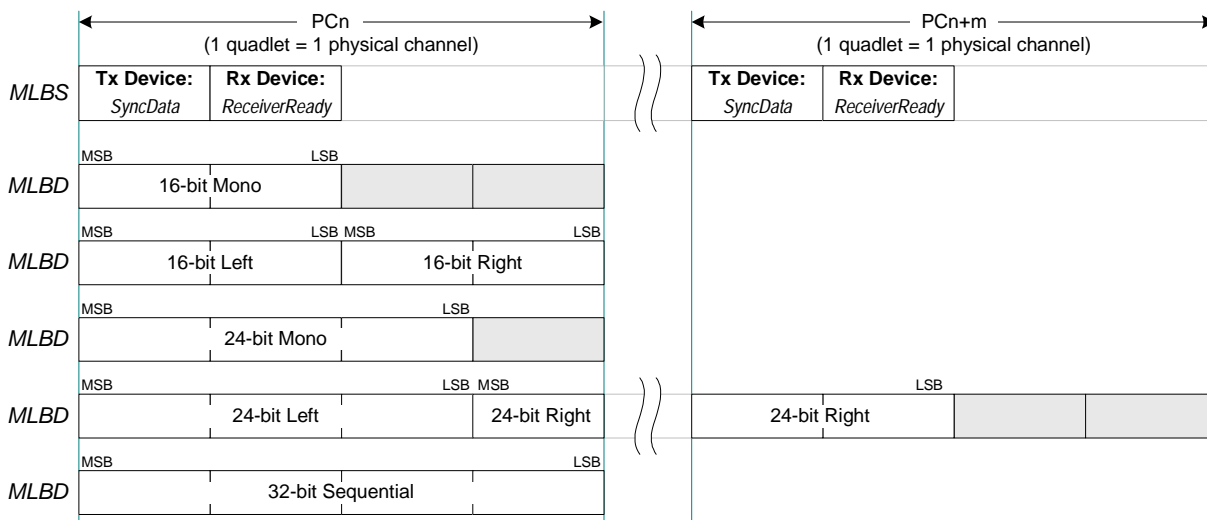 PCn PCn+m
(1 quadlet = 1 physical channel) (1 quadlet = 1 physical channel)
MLBS Tx Device: Rx Device: Tx Device: Rx Device:
SyncData ReceiverReady SyncData ReceiverReady
MSB LSB
MLBD 16-bit Mono
MSB LSB MSB LSB
MLBD 16-bit Left 16-bit Right
MSB LSB
MLBD 24-bit Mono
MSB LSB MSB LSB
MLBD 24-bit Left 24-bit Right 24-bit Right
MSB LSB
MLBD 32-bit Sequential